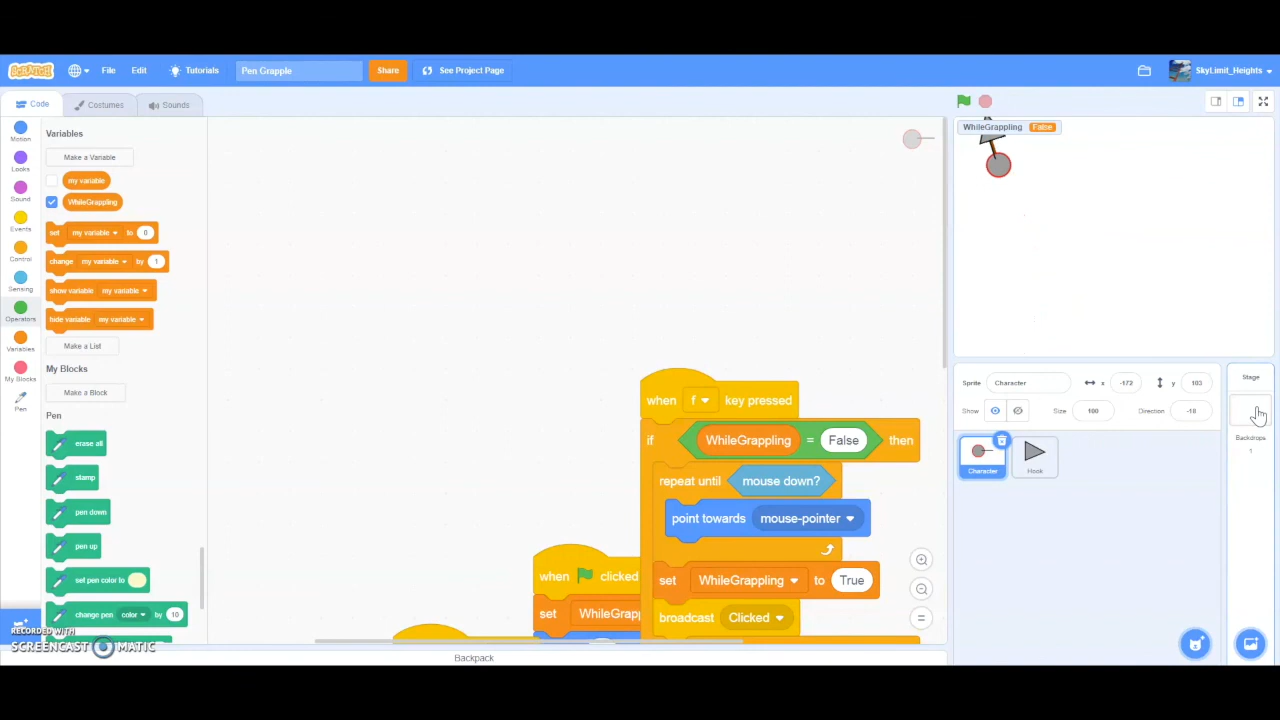 SCRATCH File Edit Tutorials Pen Grapple Share See Project Page SkyLimit_Heights
Code Costumes Sounds
Motion
Looks
Sound
Events
Control
Sensing
Operators
Variables
My Blocks
Pen
Variables
Make a Variable
my variable
WhileGrappling
set my variable to 0
change my variable by 1
show variable my variable
hide variable my variable
Make a List
My Blocks
Make a Block
Pen
erase all
stamp
pen down
pen up
set pen color to
change pen color by 10
when f key pressed
if WhileGrappling = False then
repeat until mouse down?
point towards mouse-pointer
set WhileGrappling to True
broadcast Clicked
when clicked
set WhileGrapp
WhileGrappling False
Sprite Character x -173 y 103
Show Size 100 Direction -18
Character
Hook
Stage
Backdrops
1
Backpack
RECORDED WITH
SCREENCAST MATIC